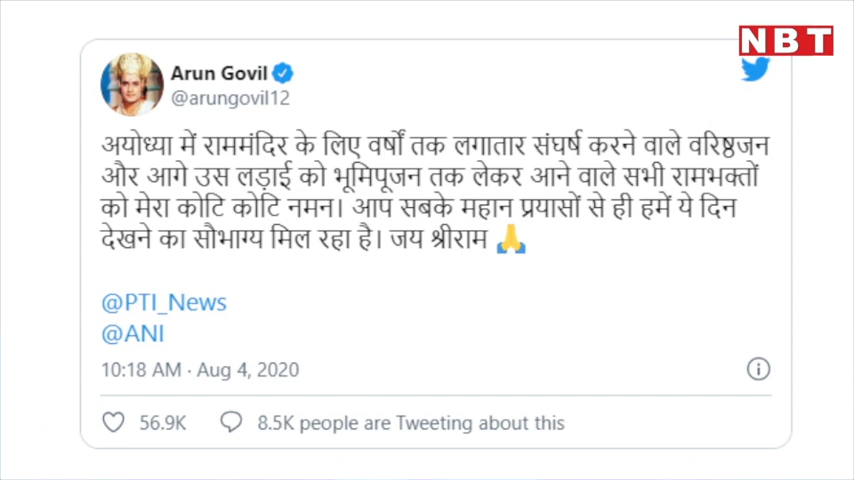 NBT
Arun Govil
@arungovil12
अयोध्या में राममंदिर के लिए वर्षों तक लगातार संघर्ष करने वाले वरिष्ठजन
और आगे उस लड़ाई को भूमिपूजन तक लेकर आने वाले सभी रामभक्तों
को मेरा कोटि कोटि नमन। आप सबके महान प्रयासों से ही हमें ये दिन
देखने का सौभाग्य मिल रहा है। जय श्रीराम 🙏
@PTI_News
@ANI
10:18 AM · Aug 4, 2020
56.9K 8.5K people are Tweeting about this